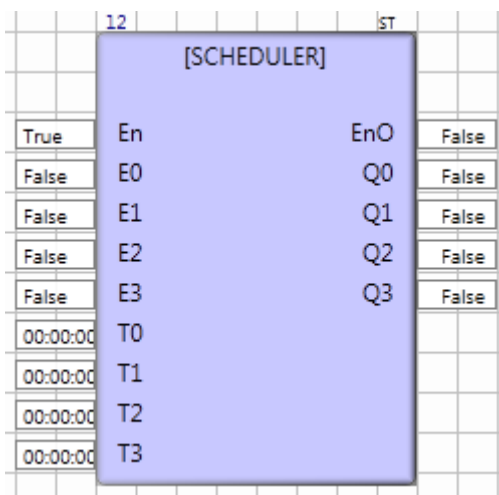 12 ST
[SCHEDULER]
True En EnO False
False E0 Q0 False
False E1 Q1 False
False E2 Q2 False
False E3 Q3 False
00:00:00 T0
00:00:00 T1
00:00:00 T2
00:00:00 T3